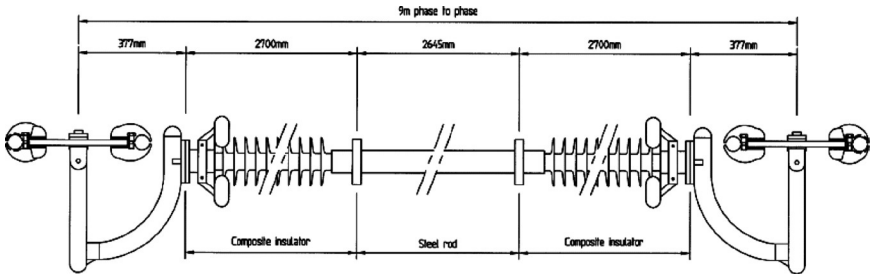 9m phase to phase
377mm
2700mm
2645mm
2700mm
377mm
Composite insulator
Steel rod
Composite insulator